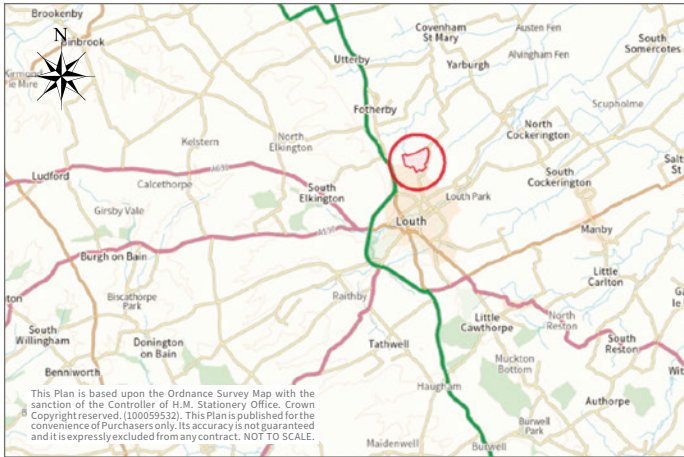 Brookenby
Binbrook
N
Kirmond
le Mire
Covenham
St Mary
Austen Fen
South
Somercotes
Utterby
Yarburgh
Alvingham Fen
Fotherby
Scupholme
Kelstern
North
Elkington
North
Cockerington
Ludford
Calcethorpe
South
Elkington
Louth Park
South
Cockerington
Salt
St
Girsby Vale
Louth
Manby
Burgh on Bain
Little
Carlton
Biscathorpe
Park
Raithby
South
Willingham
Donington
on Bain
Little
Cawthorpe
North
Reston
South
Reston
Tathwell
Benniworth
Muckton
Bottom
Haugham
Authorpe
Burwell
Park
Maidenwell
Burwell
This Plan is based upon the Ordnance Survey Map with the
sanction of the Controller of H.M. Stationery Office. Crown
Copyright reserved. (100059532). This Plan is published for the
convenience of Purchasers only. Its accuracy is not guaranteed
and it is expressly excluded from any contract. NOT TO SCALE.